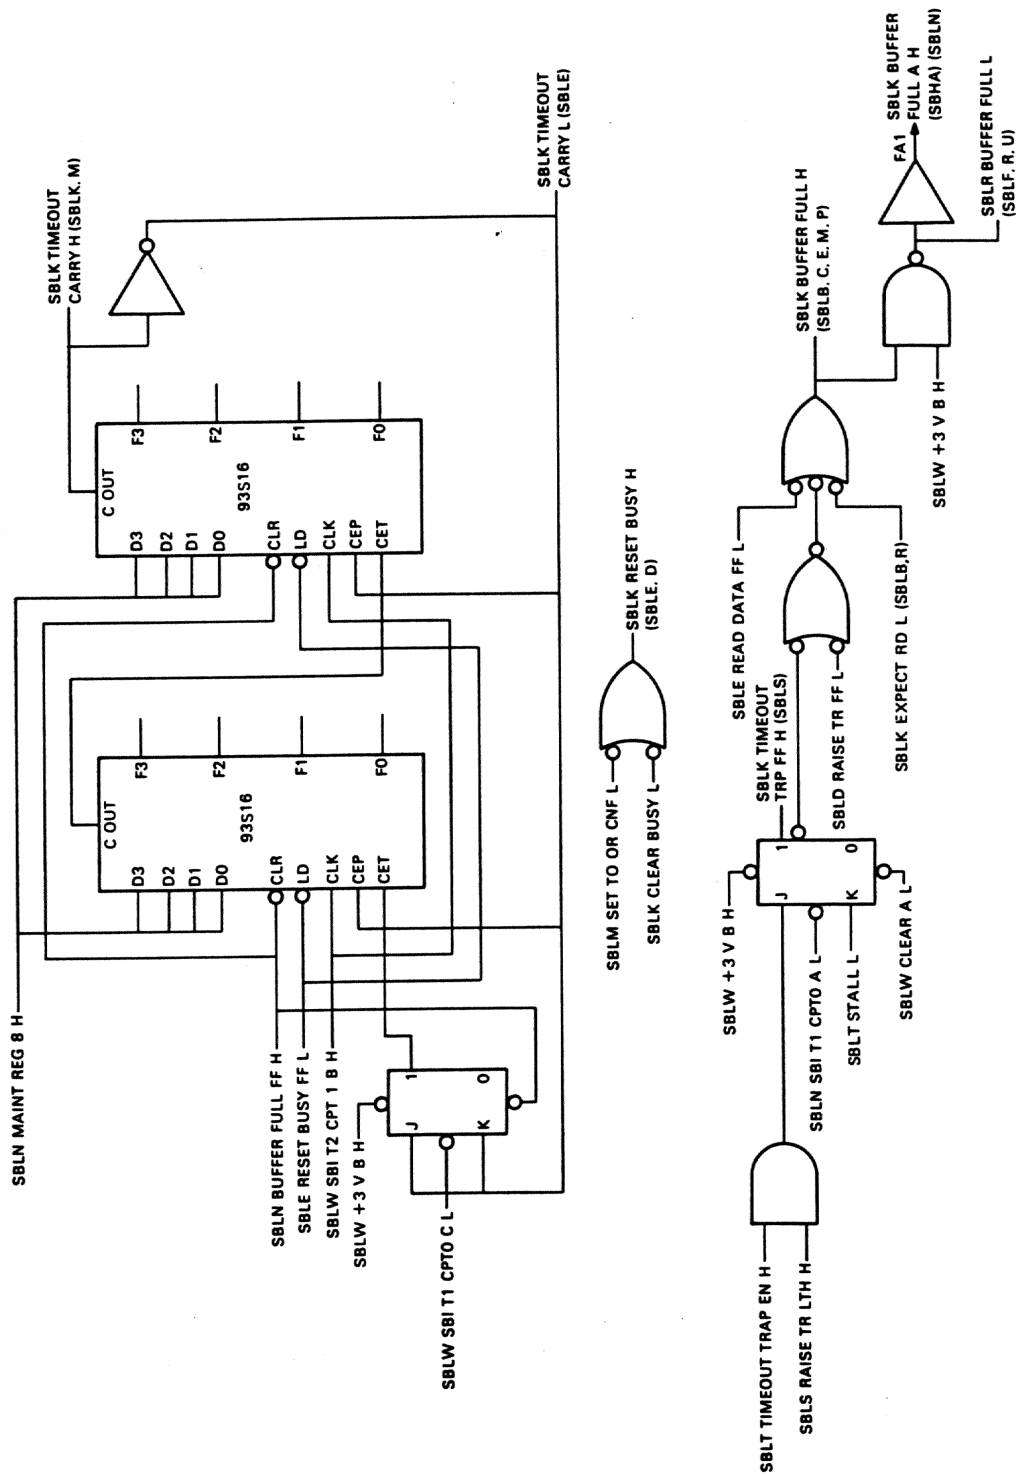 SBLN MAINT REG 8 H
SBLK TIMEOUT
CARRY H (SBLK, M)
C OUT
D3
D2
D1
D0
93S16
F3
F2
F1
F0
CLR
LD
CLK
CEP
CET
C OUT
D3
D2
D1
D0
93S16
F3
F2
F1
F0
CLR
LD
CLK
CEP
CET
SBLN BUFFER FULL FF H
SBLE RESET BUSY FF L
SBLW SBI T2 CPT 1 B H
SBLW +3 V B H
J
1
K
0
SBLW SBI T1 CPT0 C L
SBLK TIMEOUT
CARRY L (SBLE)
SBLM SET TO OR CNF L
SBLK CLEAR BUSY L
SBLK RESET BUSY H
(SBLE, D)
SBLT TIMEOUT TRAP EN H
SBLS RAISE TR LTH H
SBLW +3 V B H
J
1
K
0
SBLN SBI T1 CPT0 A L
SBLT STALL L
SBLW CLEAR A L
SBLK TIMEOUT
TRP FF H (SBLS)
SBLD RAISE TR FF L
SBLE READ DATA FF L
SBLK EXPECT RD L (SBLB,R)
SBLK BUFFER FULL H
(SBLB, C, E, M, P)
SBLW +3 V B H
FA1
SBLK BUFFER
FULL A H
(SBHA) (SBLN)
SBLR BUFFER FULL L
(SBLF, R, U)